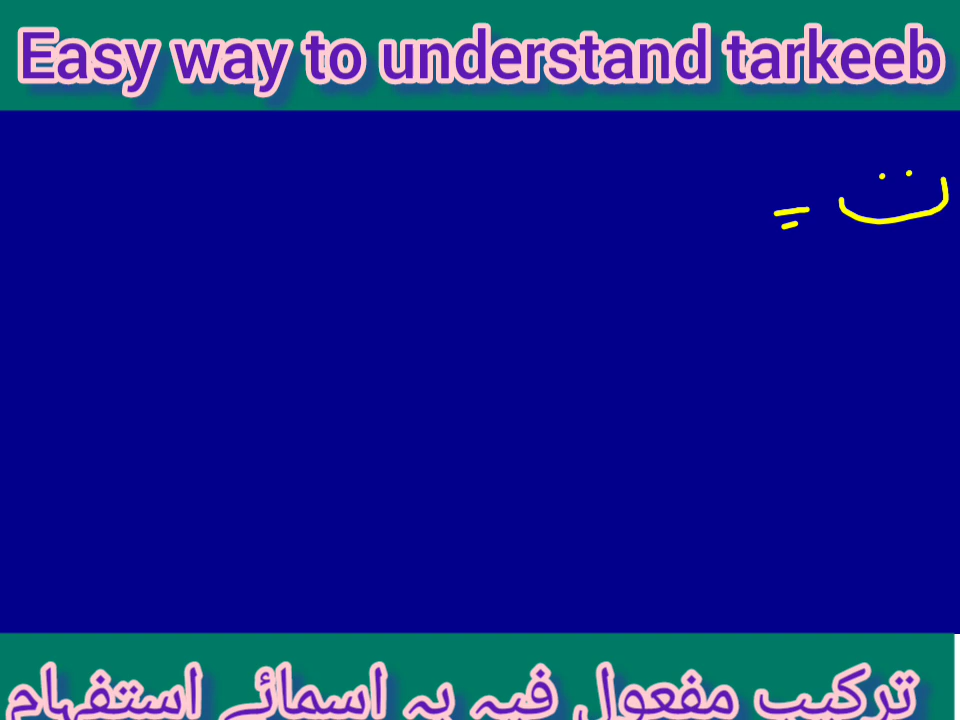 Easy way to understand tarkeeb
ت =
ترکیب مفعول فیہ بہ اسمائے استفہام